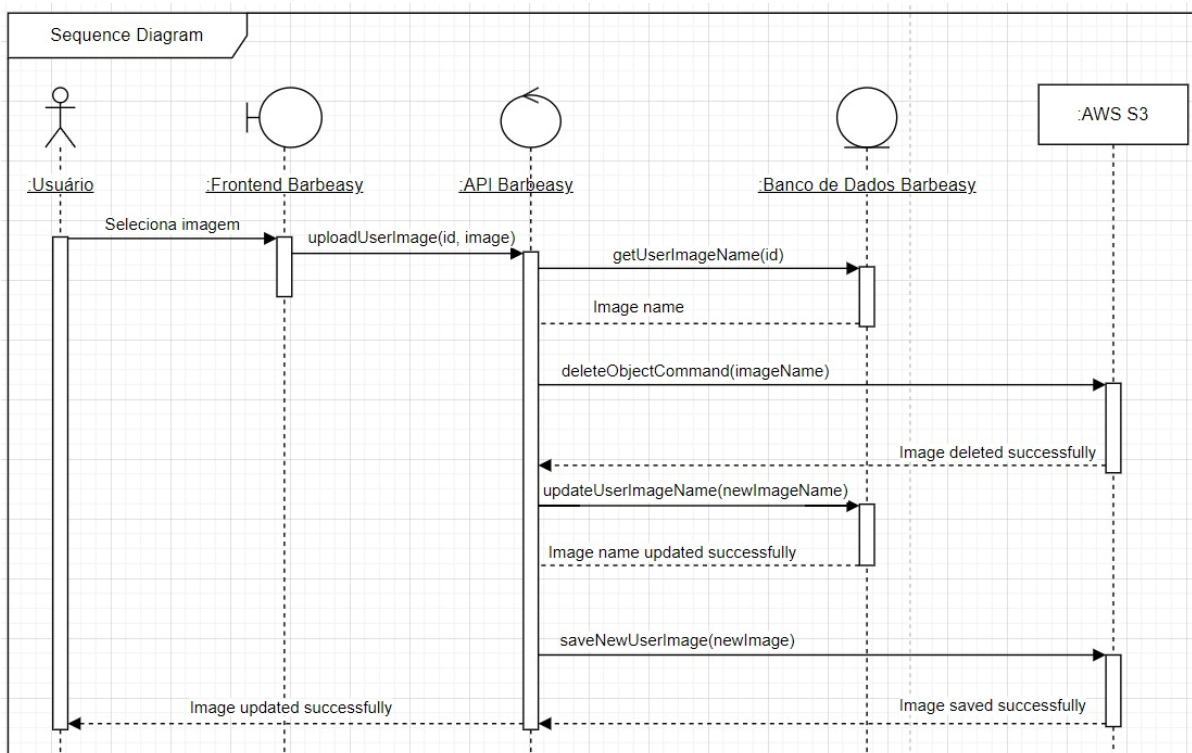 Sequence Diagram
:AWS S3
:Usuário
:Frontend Barbeasy
:API Barbeasy
:Banco de Dados Barbeasy
Seleciona imagem
uploadUserImage(id, image)
getUserImageName(id)
Image name
deleteObjectCommand(imageName)
Image deleted successfully
updateUserImageName(newImageName)
Image name updated successfully
saveNewUserImage(newImage)
Image saved successfully
Image updated successfully